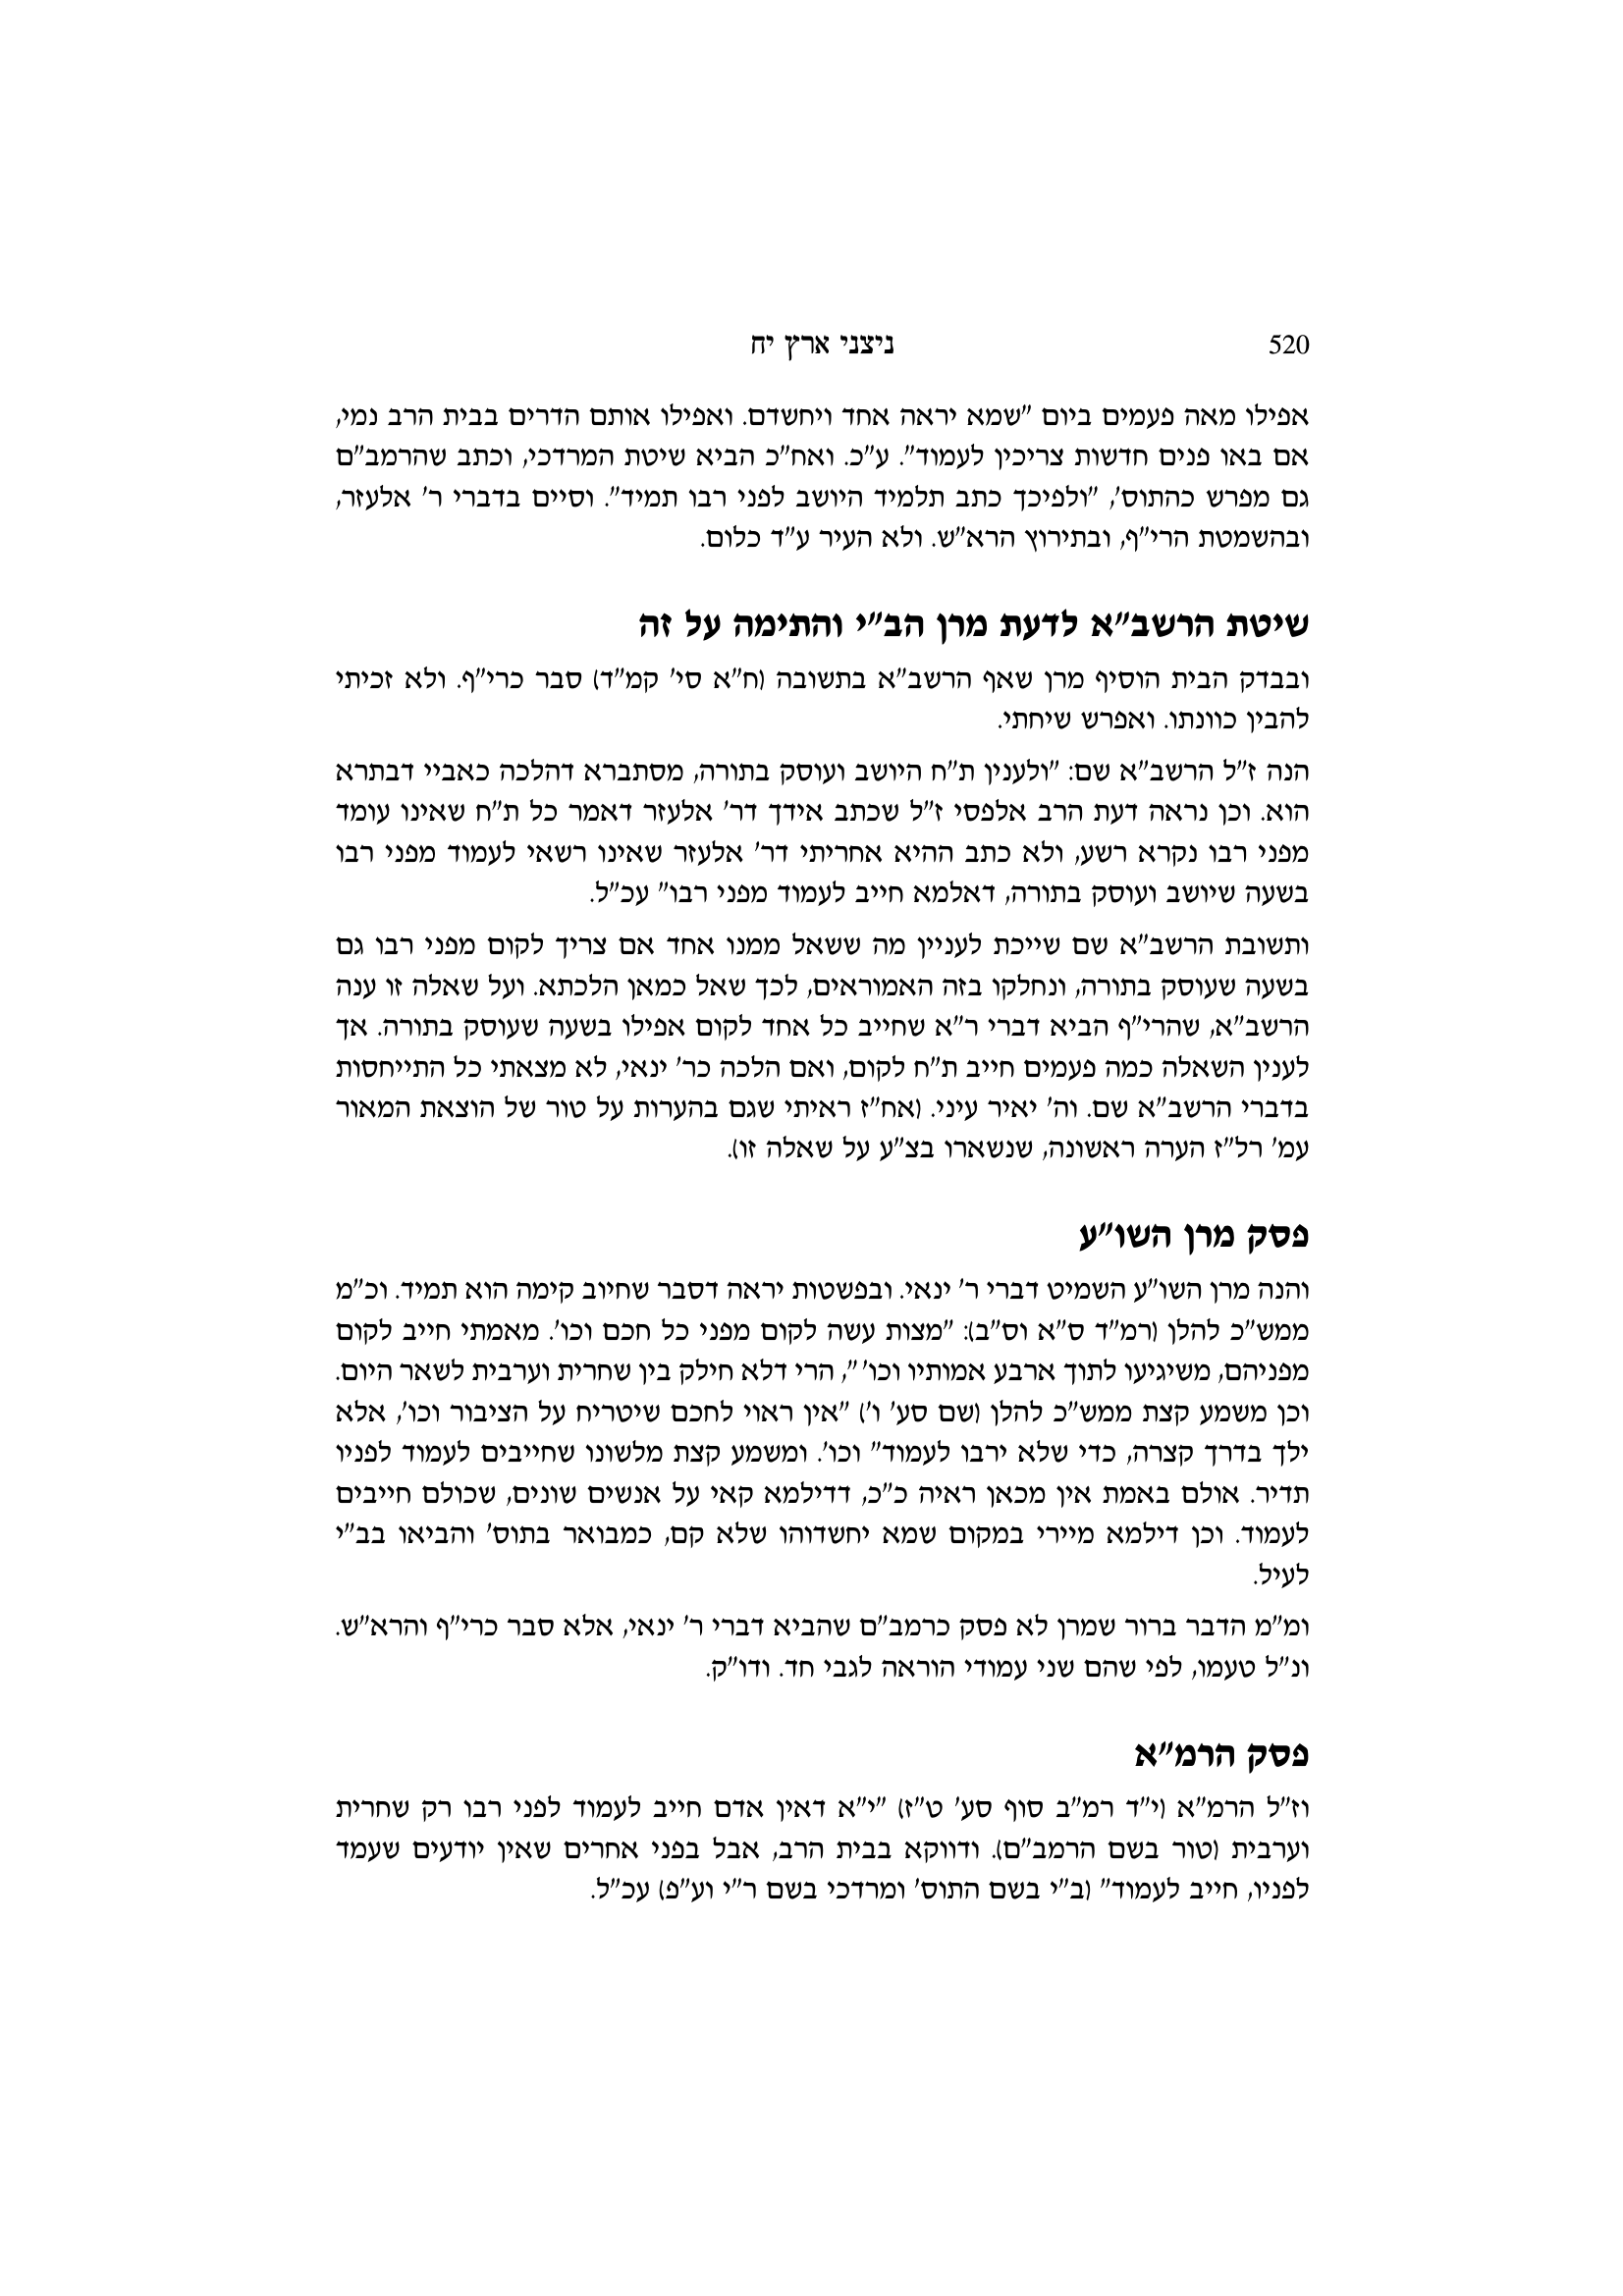 520
ניצני ארץ יח
אפילו מאה פעמים ביום "שמא יראה אחד ויחשדם. ואפילו אותם הדרים בבית הרב נמי,
אם באו פנים חדשות צריכין לעמוד". ע"כ. ואח"כ הביא שיטת המרדכי, וכתב שהרמב"ם
גם מפרש כהתוס', "ולפיכך כתב תלמיד היושב לפני רבו תמיד". וסיים בדברי ר' אלעזר,
ובהשמטת הרי"ף, ובתירוץ הרא"ש. ולא העיר ע"ד כלום.
שיטת הרשב"א לדעת מרן הב"י והתימה על זה
ובבדק הבית הוסיף מרן שאף הרשב"א בתשובה (ח"א סי' קמ"ד) סבר כרי"ף. ולא זכיתי
להבין כוונתו. ואפרש שיחתי.
הנה ז"ל הרשב"א שם: "ולענין ת"ח היושב ועוסק בתורה, מסתברא דהלכה כאביי דבתרא
הוא. וכן נראה דעת הרב אלפסי ז"ל שכתב אידך דר' אלעזר דאמר כל ת"ח שאינו עומד
מפני רבו נקרא רשע, ולא כתב ההיא אחריתי דר' אלעזר שאינו רשאי לעמוד מפני רבו
בשעה שיושב ועוסק בתורה, דאלמא חייב לעמוד מפני רבו" עכ"ל.
ותשובת הרשב"א שם שייכת לעניין מה ששאל ממנו אחד אם צריך לקום מפני רבו גם
בשעה שעוסק בתורה, ונחלקו בזה האמוראים, לכך שאל כמאן הלכתא. ועל שאלה זו ענה
הרשב"א, שהרי"ף הביא דברי ר"א שחייב כל אחד לקום אפילו בשעה שעוסק בתורה. אך
לענין השאלה כמה פעמים חייב ת"ח לקום, ואם הלכה כר' ינאי, לא מצאתי כל התייחסות
בדברי הרשב"א שם. וה' יאיר עיני. (אח"ז ראיתי שגם בהערות על טור של הוצאת המאור
עמ' רל"ז הערה ראשונה, שנשארו בצ"ע על שאלה זו).
פסק מרן השו"ע
והנה מרן השו"ע השמיט דברי ר' ינאי. ובפשטות יראה דסבר שחיוב קימה הוא תמיד. וכ"מ
ממש"כ להלן (רמ"ד ס"א וס"ב): "מצות עשה לקום מפני כל חכם וכו'. מאמתי חייב לקום
מפניהם, משיגיעו לתוך ארבע אמותיו וכו' ", הרי דלא חילק בין שחרית וערבית לשאר היום.
וכן משמע קצת ממש"כ להלן (שם סע' ו') "אין ראוי לחכם שיטריח על הציבור וכו', אלא
ילך בדרך קצרה, כדי שלא ירבו לעמוד" וכו'. ומשמע קצת מלשונו שחייבים לעמוד לפניו
תדיר. אולם באמת אין מכאן ראיה כ"כ, דדילמא קאי על אנשים שונים, שכולם חייבים
לעמוד. וכן דילמא מיירי במקום שמא יחשדוהו שלא קם, כמבואר בתוס' והביאו בב"י
לעיל.
ומ"מ הדבר ברור שמרן לא פסק כרמב"ם שהביא דברי ר' ינאי, אלא סבר כרי"ף והרא"ש.
ונ"ל טעמו, לפי שהם שני עמודי הוראה לגבי חד. ודו"ק.
פסק הרמ"א
וז"ל הרמ"א (י"ד רמ"ב סוף סע' ט"ז) "י"א דאין אדם חייב לעמוד לפני רבו רק שחרית
וערבית (טור בשם הרמב"ם). ודווקא בבית הרב, אבל בפני אחרים שאין יודעים שעמד
לפניו, חייב לעמוד" (ב"י בשם התוס' ומרדכי בשם ר"י וע"פ) עכ"ל.